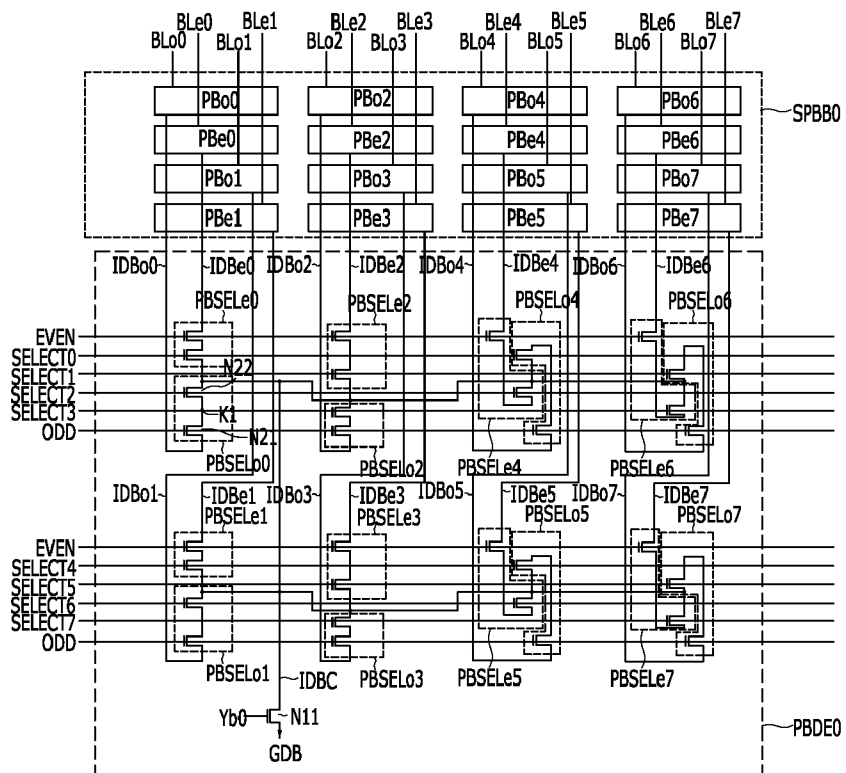 BLe0 BLe1 BLe2 BLe3 BLe4 BLe5 BLe6 BLe7
BLo0 BLo1 BLo2 BLo3 BLo4 BLo5 BLo6 BLo7
PBo0 PBo2 PBo4 PBo6
SPBB0
PBe0 PBe2 PBe4 PBe6
PBo1 PBo3 PBo5 PBo7
PBe1 PBe3 PBe5 PBe7
IDBo0 IDBe0 IDBo2 IDBe2 IDBo4 IDBe4 IDBo6 IDBe6
PBSELe0 PBSELe2 PBSELo4 PBSELo6
EVEN
SELECT0
SELECT1
N22
SELECT2
SELECT3 K1
ODD N21
PBSELo0 PBSELo2 PBSELe4 PBSELe6
IDBo1 IDBe1 IDBo3 IDBe3 IDBo5 IDBe5 IDBo7 IDBe7
PBSELe1 PBSELe3 PBSELo5 PBSELo7
EVEN
SELECT4
SELECT5
SELECT6
SELECT7
ODD
PBSELo1 PBSELo3 PBSELe5 PBSELe7
IDBC
Yb0 N11
PBDE0
GDB